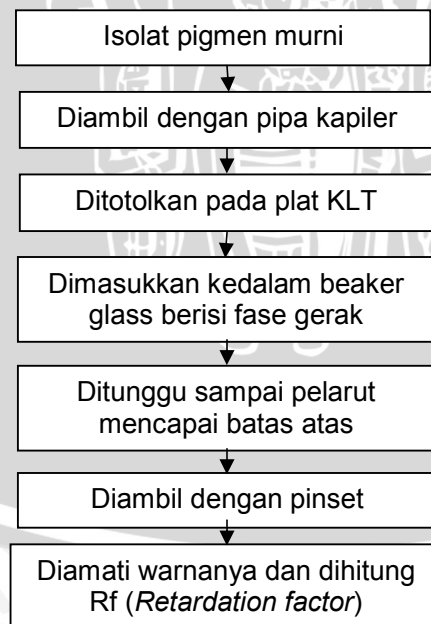 Isolat pigmen murni
Diambil dengan pipa kapiler
Ditotolkan pada plat KLT
Dimasukkan kedalam beaker
glass berisi fase gerak
Ditunggu sampai pelarut
mencapai batas atas
Diambil dengan pinset
Diamati warnanya dan dihitung
Rf (Retardation factor)